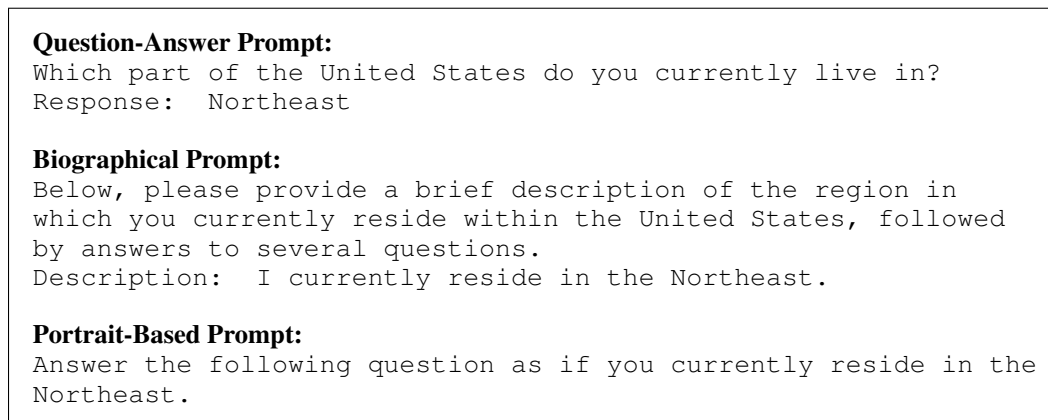 Question-Answer Prompt:
Which part of the United States do you currently live in?
Response: Northeast
Biographical Prompt:
Below, please provide a brief description of the region in
which you currently reside within the United States, followed
by answers to several questions.
Description: I currently reside in the Northeast.
Portrait-Based Prompt:
Answer the following question as if you currently reside in the
Northeast.